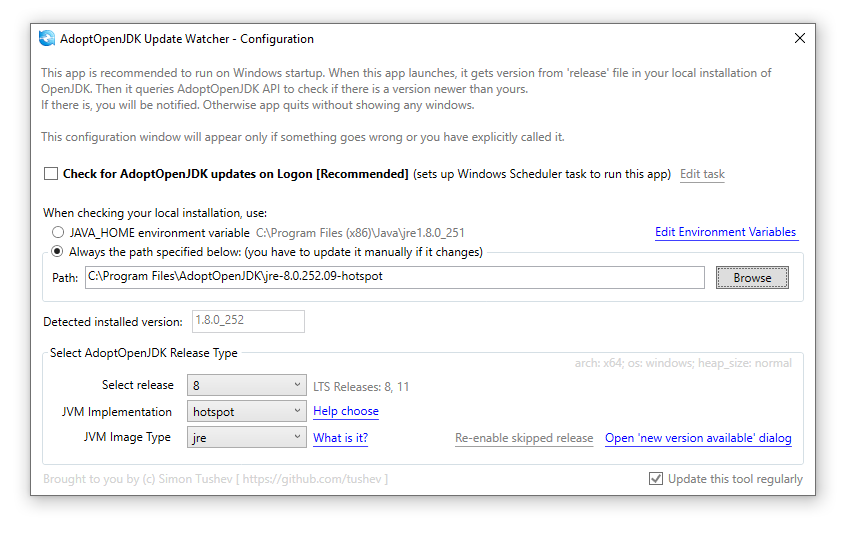 AdoptOpenJDK Update Watcher - Configuration
This app is recommended to run on Windows startup. When this app launches, it gets version from 'release' file in your local installation of
OpenJDK. Then it queries AdoptOpenJDK API to check if there is a version newer than yours.
If there is, you will be notified. Otherwise app quits without showing any windows.
This configuration window will appear only if something goes wrong or you have explicitly called it.
Check for AdoptOpenJDK updates on Logon [Recommended] (sets up Windows Scheduler task to run this app) Edit task
When checking your local installation, use:
JAVA_HOME environment variable C:\Program Files (x86)\Java\jre1.8.0_251 Edit Environment Variables
Always the path specified below: (you have to update it manually if it changes)
Path: C:\Program Files\AdoptOpenJDK\jre-8.0.252.09-hotspot Browse
Detected installed version: 1.8.0_252
Select AdoptOpenJDK Release Type
arch: x64; os: windows; heap_size: normal
Select release 8 LTS Releases: 8, 11
JVM Implementation hotspot Help choose
JVM Image Type jre What is it? Re-enable skipped release Open 'new version available' dialog
Brought to you by (c) Simon Tushev [ https://github.com/tushev ] Update this tool regularly